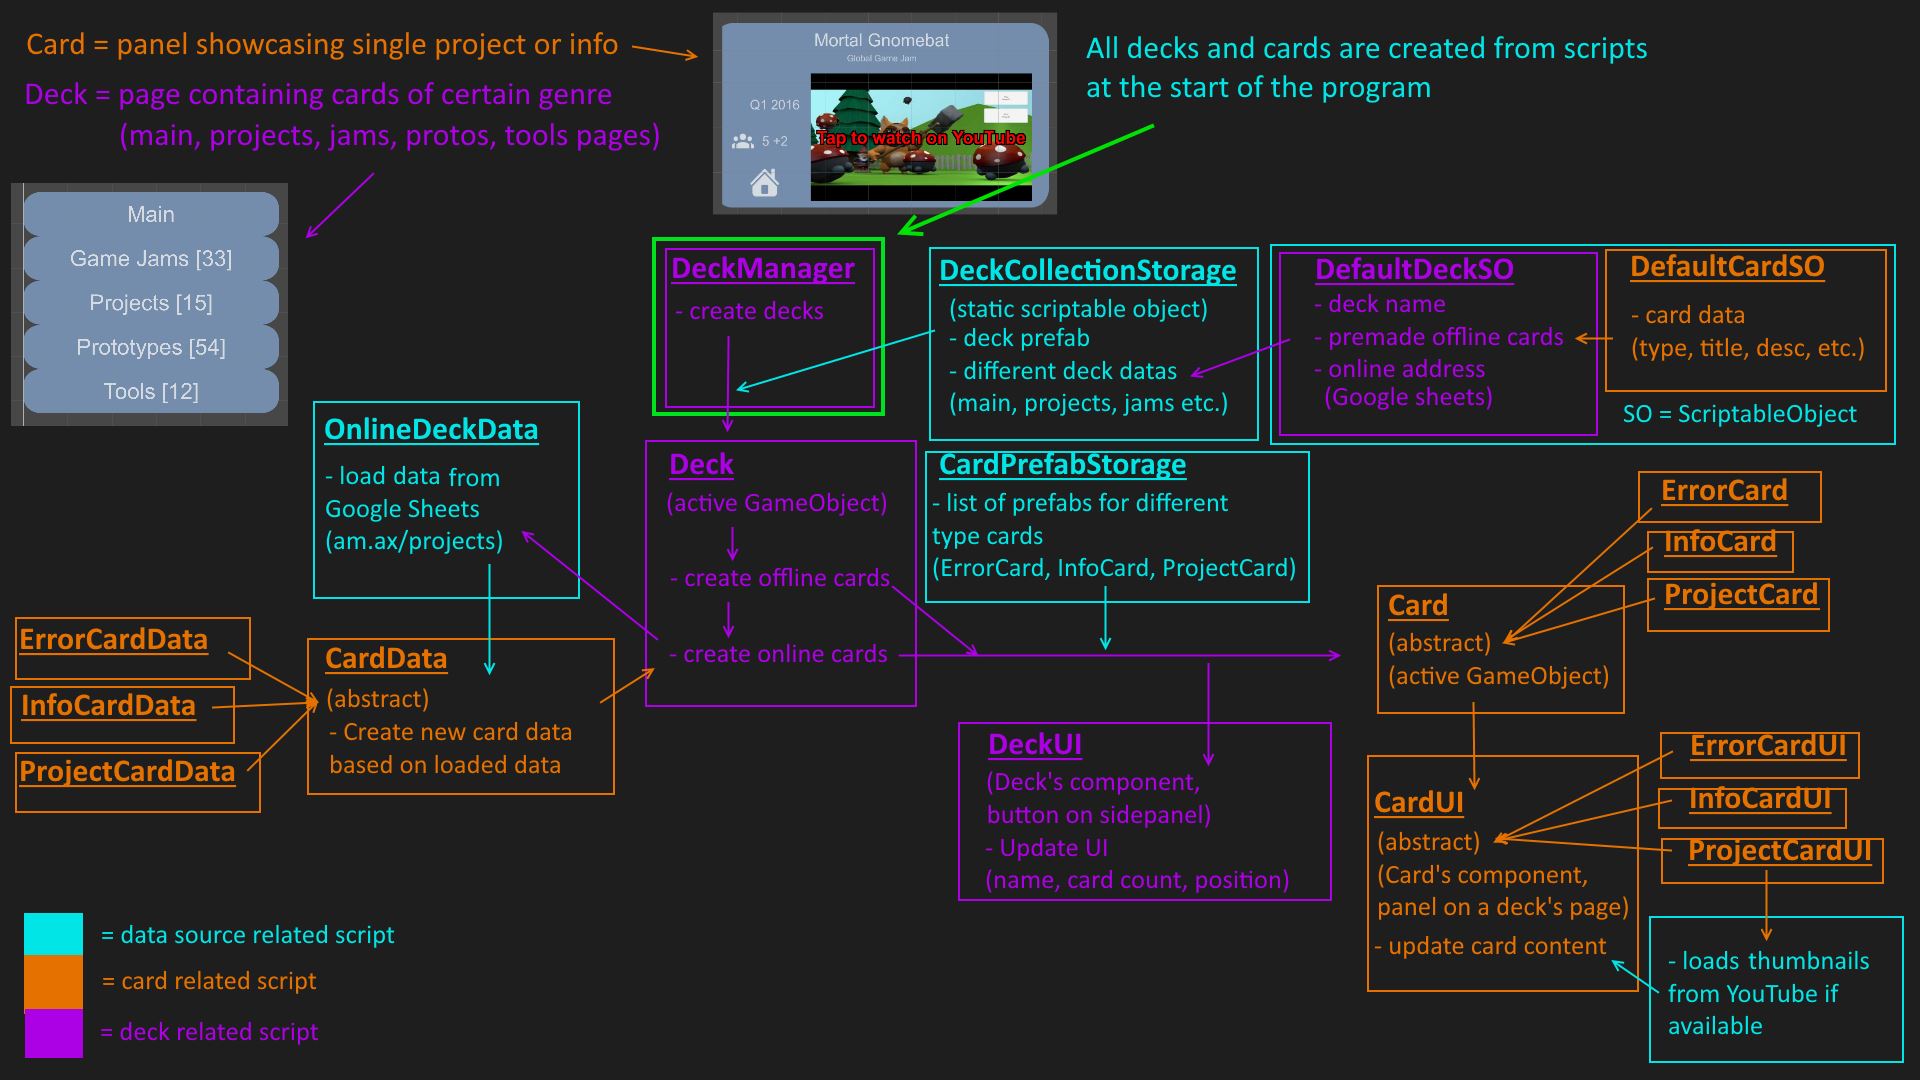 Card = panel showcasing single project or info
Deck = page containing cards of certain genre
(main, projects, jams, protos, tools pages)
Mortal Gnomebat
Global Game Jam
Q1 2016
5 +2
Tap to watch on YouTube
All decks and cards are created from scripts
at the start of the program
Main
Game Jams [33]
Projects [15]
Prototypes [54]
Tools [12]
DeckManager
- create decks
DeckCollectionStorage
(static scriptable object)
- deck prefab
- different deck datas
(main, projects, jams etc.)
DefaultDeckSO
- deck name
- premade offline cards
- online address
(Google sheets)
DefaultCardSO
- card data
(type, title, desc, etc.)
SO = ScriptableObject
OnlineDeckData
- load data from
Google Sheets
(am.ax/projects)
Deck
(active GameObject)
- create offline cards
- create online cards
CardPrefabStorage
- list of prefabs for different
type cards
(ErrorCard, InfoCard, ProjectCard)
ErrorCard
InfoCard
ProjectCard
Card
(abstract)
(active GameObject)
ErrorCardData
InfoCardData
ProjectCardData
CardData
(abstract)
- Create new card data
based on loaded data
DeckUI
(Deck's component,
button on sidepanel)
- Update UI
(name, card count, position)
CardUI
(abstract)
(Card's component,
panel on a deck's page)
- update card content
ErrorCardUI
InfoCardUI
ProjectCardUI
- loads thumbnails
from YouTube if
available
= data source related script
= card related script
= deck related script